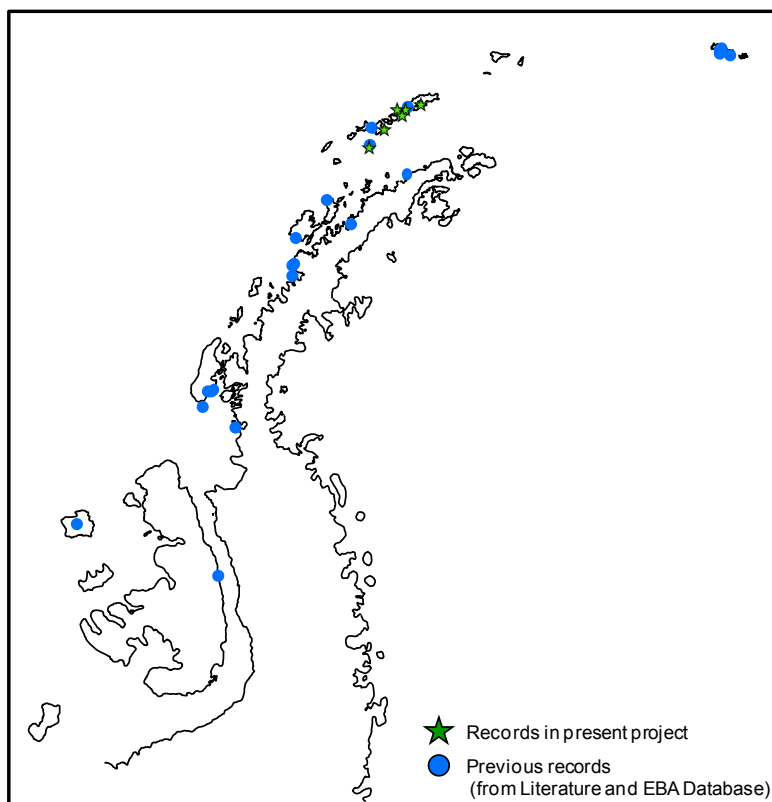 Records in present project
Previous records
(from Literature and EBA Database)